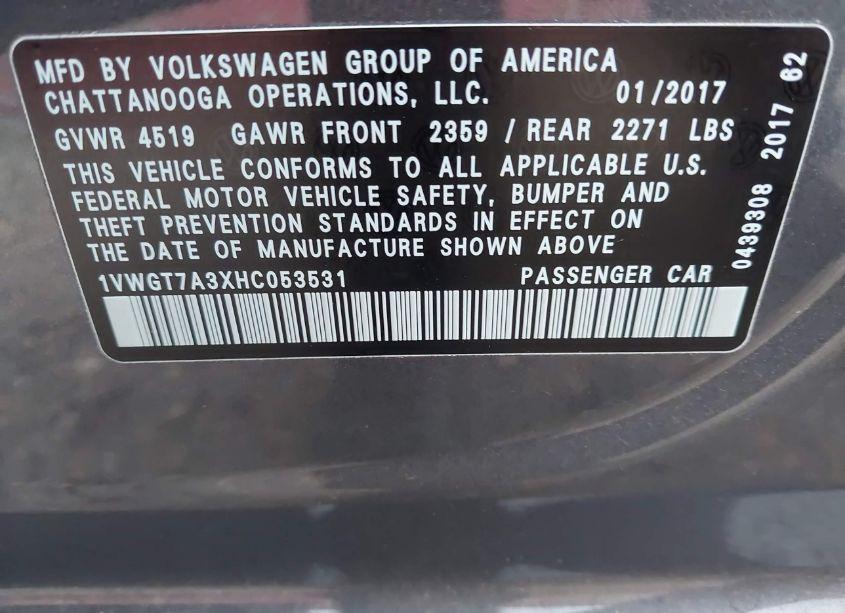 MFD BY VOLKSWAGEN GROUP OF AMERICA
CHATTANOOGA OPERATIONS, LLC. 01/2017
GVWR 4519 GAWR FRONT 2359 / REAR 2271 LBS
THIS VEHICLE CONFORMS TO ALL APPLICABLE U.S.
FEDERAL MOTOR VEHICLE SAFETY, BUMPER AND
THEFT PREVENTION STANDARDS IN EFFECT ON
THE DATE OF MANUFACTURE SHOWN ABOVE
1VWGT7A3XHC053531 PASSENGER CAR
0439308 2017 62